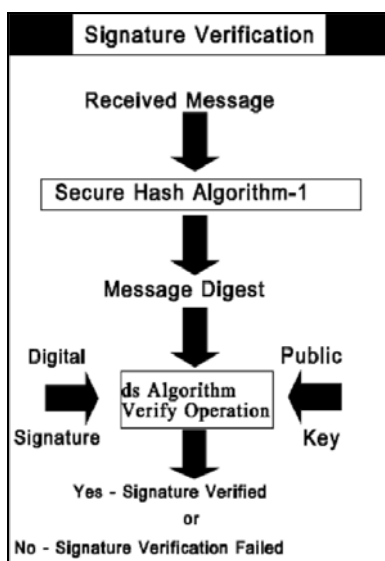 Signature Verification
Received Message
Secure Hash Algorithm-1
Message Digest
Digital
Signature
ds Algorithm
Verify Operation
Public
Key
Yes - Signature Verified
or
No - Signature Verification Failed